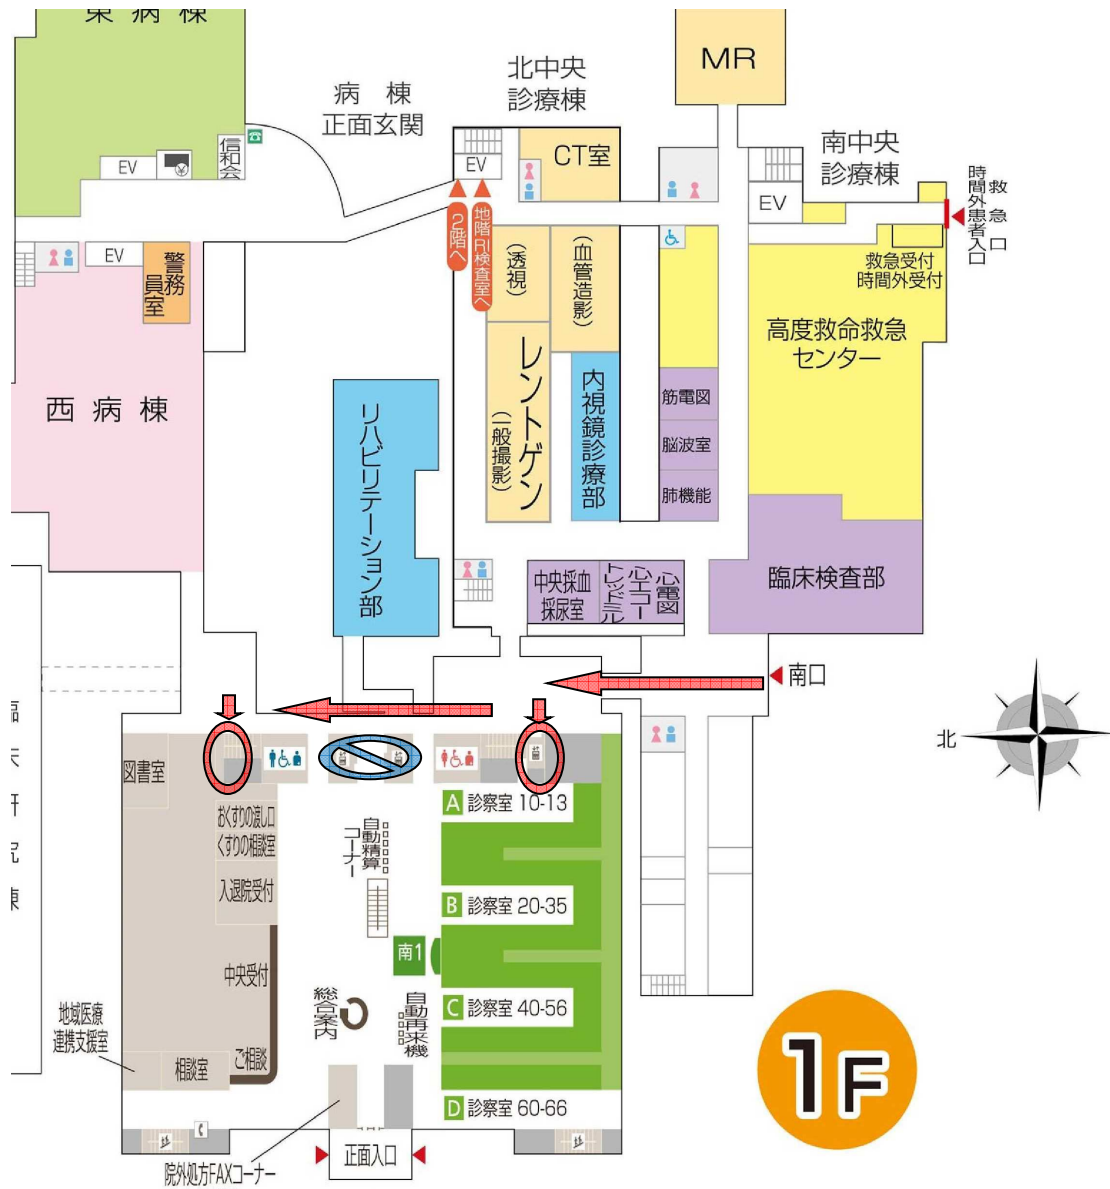 東病棟
MR
北中央
診療棟
病棟
正面玄関
南中央
診療棟
信和会
EV
EV
CT室
EV
救急口
時間外患者入口
2階へ
地階RI検査室へ
EV
警務
員室
(透視)
(血管造影)
救急受付
時間外受付
高度救命救急
センター
西病棟
リハビリテーション部
レントゲン
(一般撮影)
内視鏡診療部
筋電図
脳波室
肺機能
中央採血
採尿室
心電図
心エコー
トレッドミル
臨床検査部
南口
北
臨床研究棟
図書室
A 診察室 10-13
おくすりの渡し口
くすりの相談室
自動精算
コーナー
入退院受付
B 診察室 20-35
南1
中央受付
総合案内
自動再来機
C 診察室 40-56
地域医療
連携支援室
相談室
ご相談
D 診察室 60-66
正面入口
院外処方FAXコーナー
1F